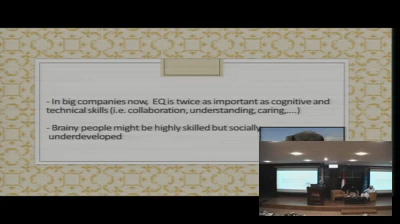 - In big companies now, EQ is twice as important as cognitive and
technical skills (i.e. collaboration, understanding, caring,....)
- Brainy people might be highly skilled but socially
underdeveloped